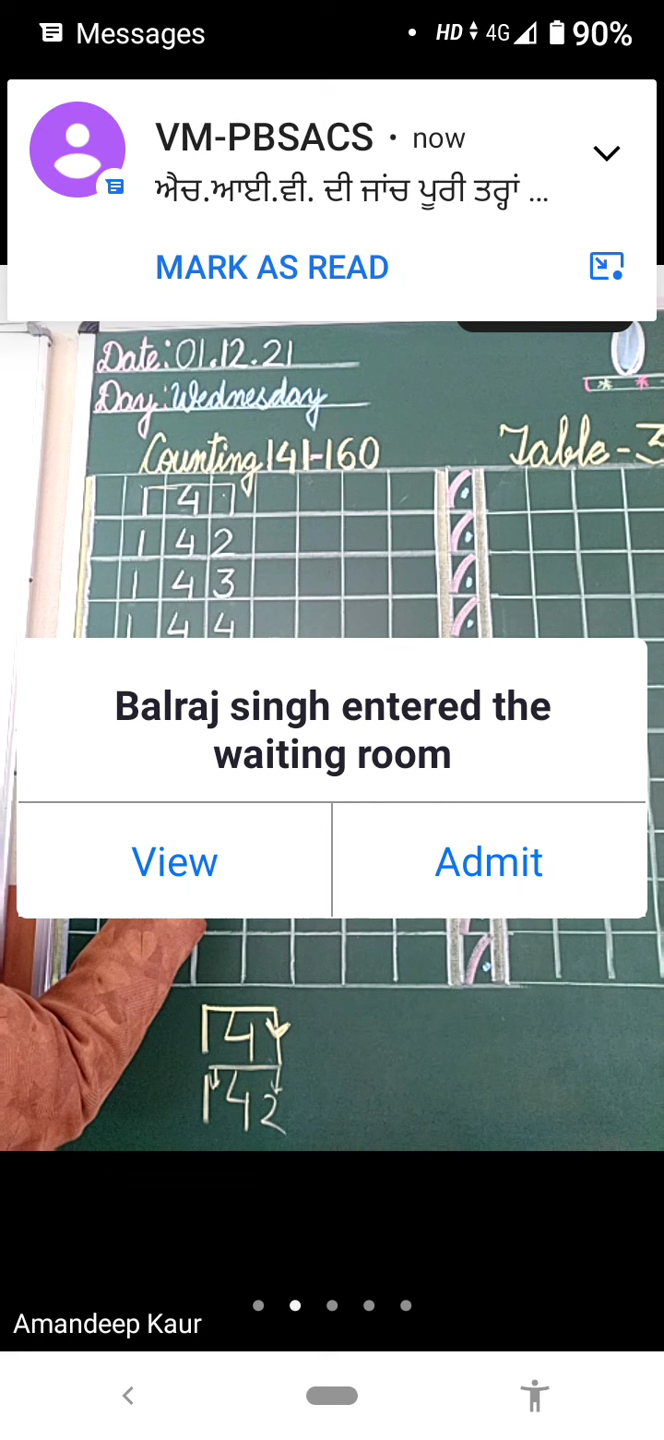 Messages
HD 4G 90%
VM-PBSACS • now
ਐਚ.ਆਈ.ਵੀ. ਦੀ ਜਾਂਚ ਪੂਰੀ ਤਰ੍ਹਾਂ ...
MARK AS READ
Date: 01.12.21
Day: Wednesday
Counting 141-160
Table-3
141
142
143
144
Balraj singh entered the
waiting room
View
Admit
141
142
Amandeep Kaur